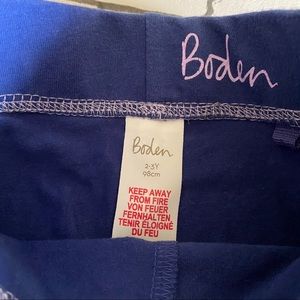 Boden
Boden
2-3Y
98cm
KEEP AWAY
FROM FIRE
VON FEUER
FERNHALTEN
TENIR ÉLOIGNÉ
DU FEU